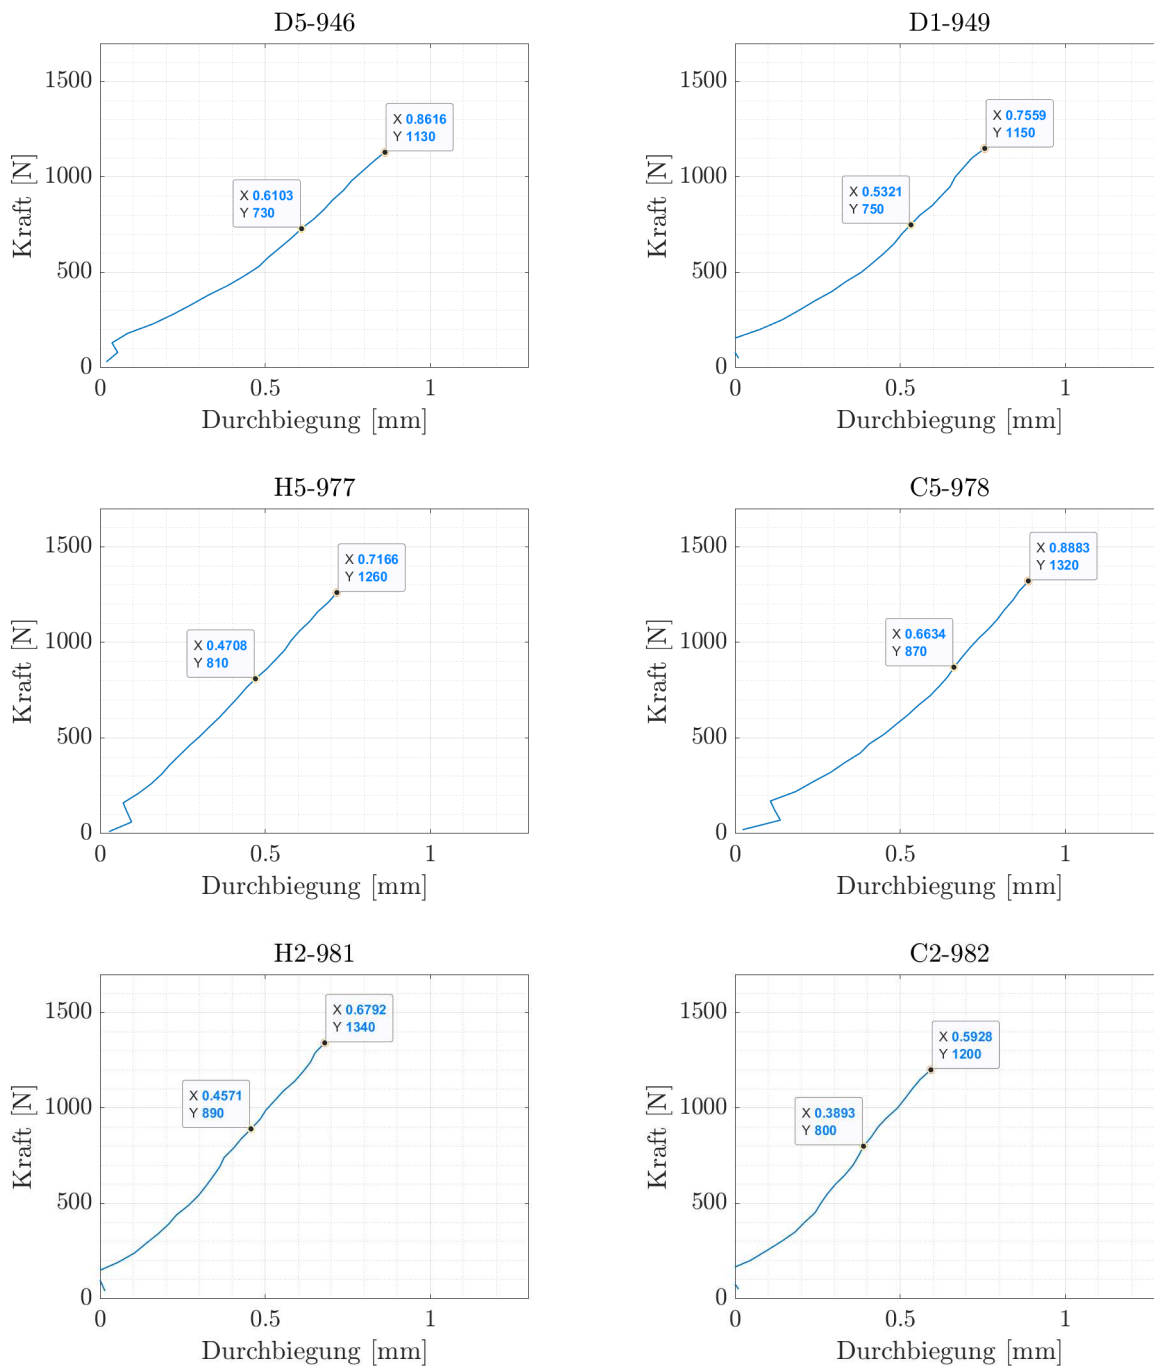 D5-946
1500
1000
500
0
Kraft [N]
X 0.8616
Y 1130
X 0.6103
Y 730
0
0.5
1
Durchbiegung [mm]
D1-949
1500
1000
500
0
Kraft [N]
X 0.7559
Y 1150
X 0.5321
Y 750
0
0.5
1
Durchbiegung [mm]
H5-977
1500
1000
500
0
Kraft [N]
X 0.7166
Y 1260
X 0.4708
Y 810
0
0.5
1
Durchbiegung [mm]
C5-978
1500
1000
500
0
Kraft [N]
X 0.8883
Y 1320
X 0.6634
Y 870
0
0.5
1
Durchbiegung [mm]
H2-981
1500
1000
500
0
Kraft [N]
X 0.6792
Y 1340
X 0.4571
Y 890
0
0.5
1
Durchbiegung [mm]
C2-982
1500
1000
500
0
Kraft [N]
X 0.5928
Y 1200
X 0.3893
Y 800
0
0.5
1
Durchbiegung [mm]